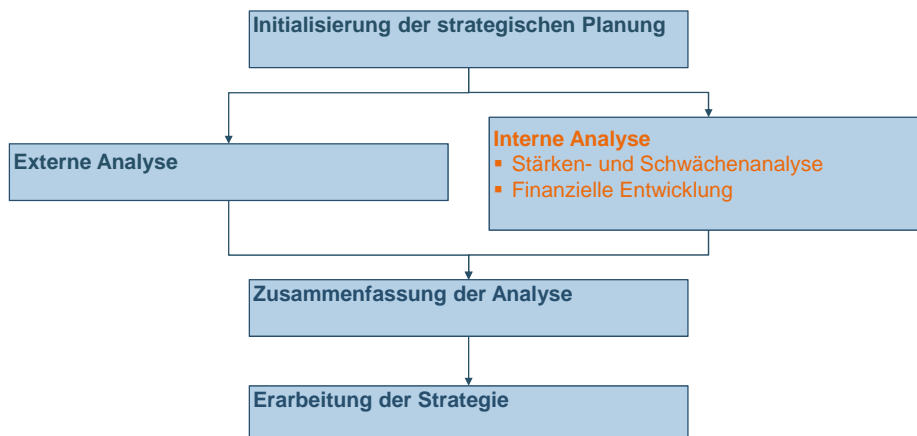 Initialisierung der strategischen Planung
Externe Analyse
Interne Analyse
▪ Stärken- und Schwächenanalyse
▪ Finanzielle Entwicklung
Zusammenfassung der Analyse
Erarbeitung der Strategie